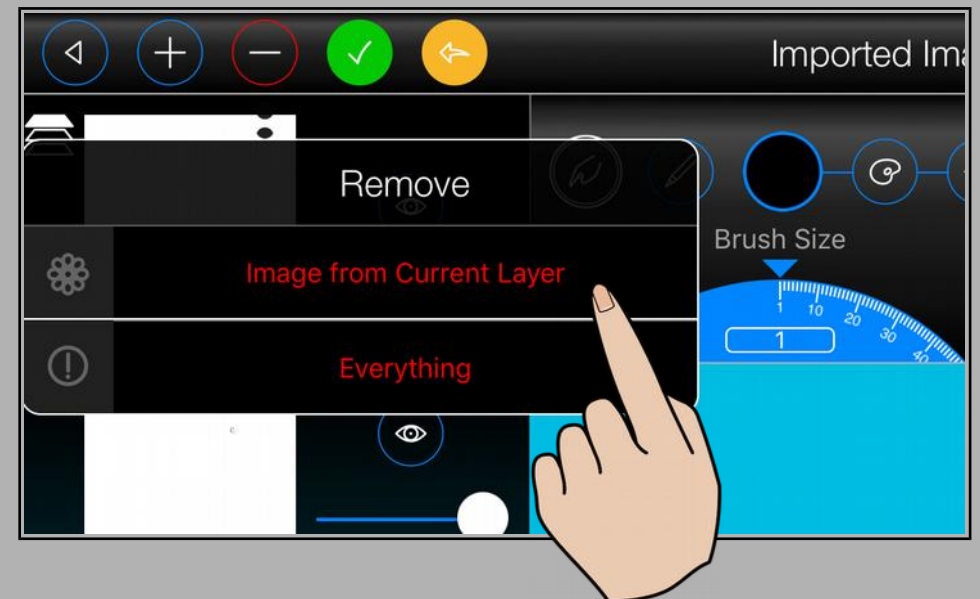 Imported Ima
Remove
Image from Current Layer
Everything
Brush Size
1 10 20 30 40
1